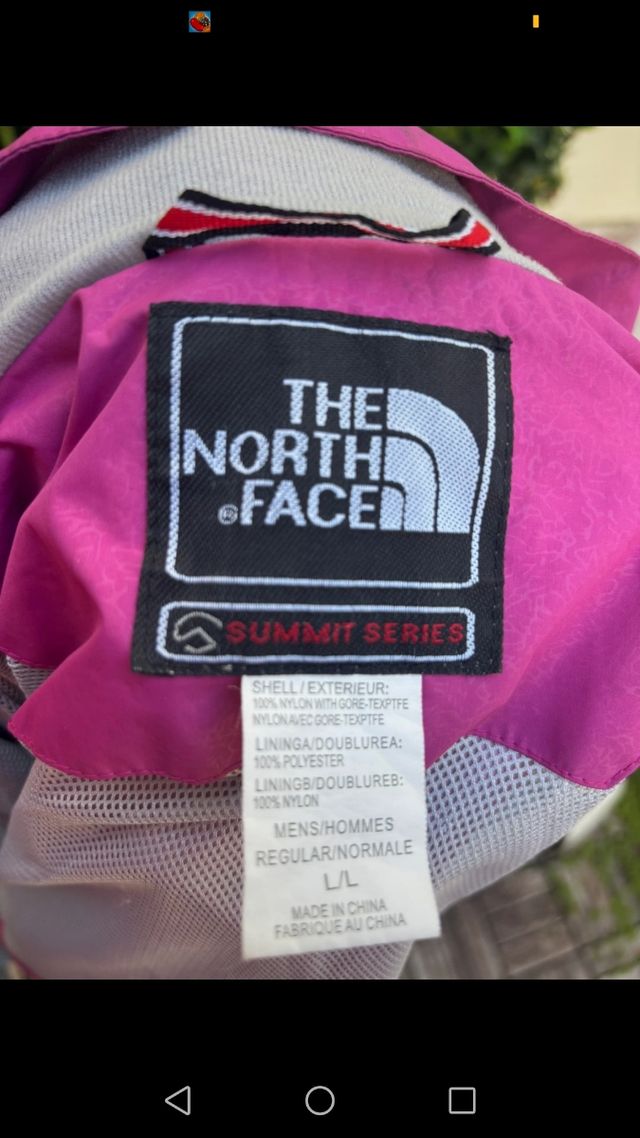 THE
NORTH
®FACE
SUMMIT SERIES
SHELL/EXTERIEUR:
100% NYLON WITH GORE-TEXPTFE
NYLON AVEC GORE-TEXPTFE
LININGA/DOUBLUREA:
100% POLYESTER
LININGB/DOUBLUREB:
100% NYLON
MENS/HOMMES
REGULAR/NORMALE
L/L
MADE IN CHINA
FABRIQUE AU CHINA